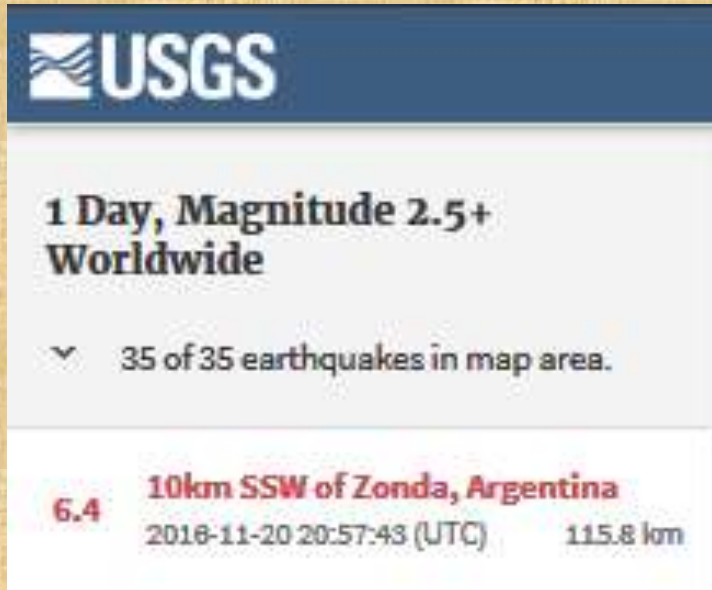 USGS
1 Day, Magnitude 2.5+
Worldwide
35 of 35 earthquakes in map area.
6.4 10km SSW of Zonda, Argentina
2016-11-20 20:57:43 (UTC) 115.8 km